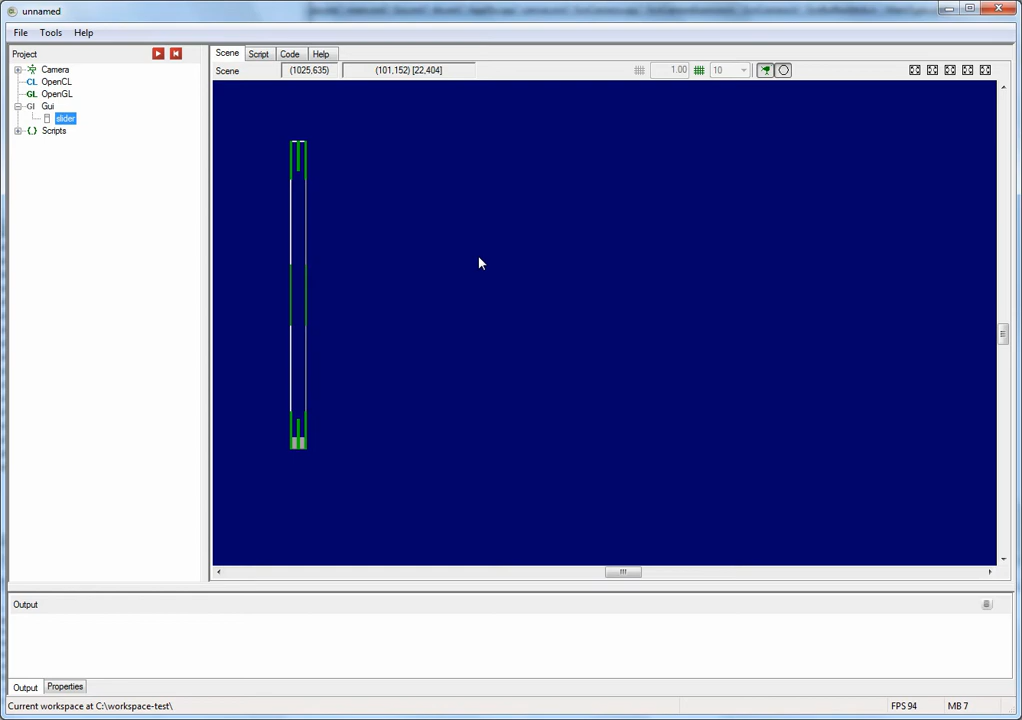 unnamed
File Tools Help
Project
Scene Script Code Help
Scene (1025,635) (101,152) [22,404] 1.00 10
Camera
CL OpenCL
GL OpenGL
GI Gui
slider
{ } Scripts
Output
Output Properties
Current workspace at C:\workspace-test\ FPS 94 MB 7